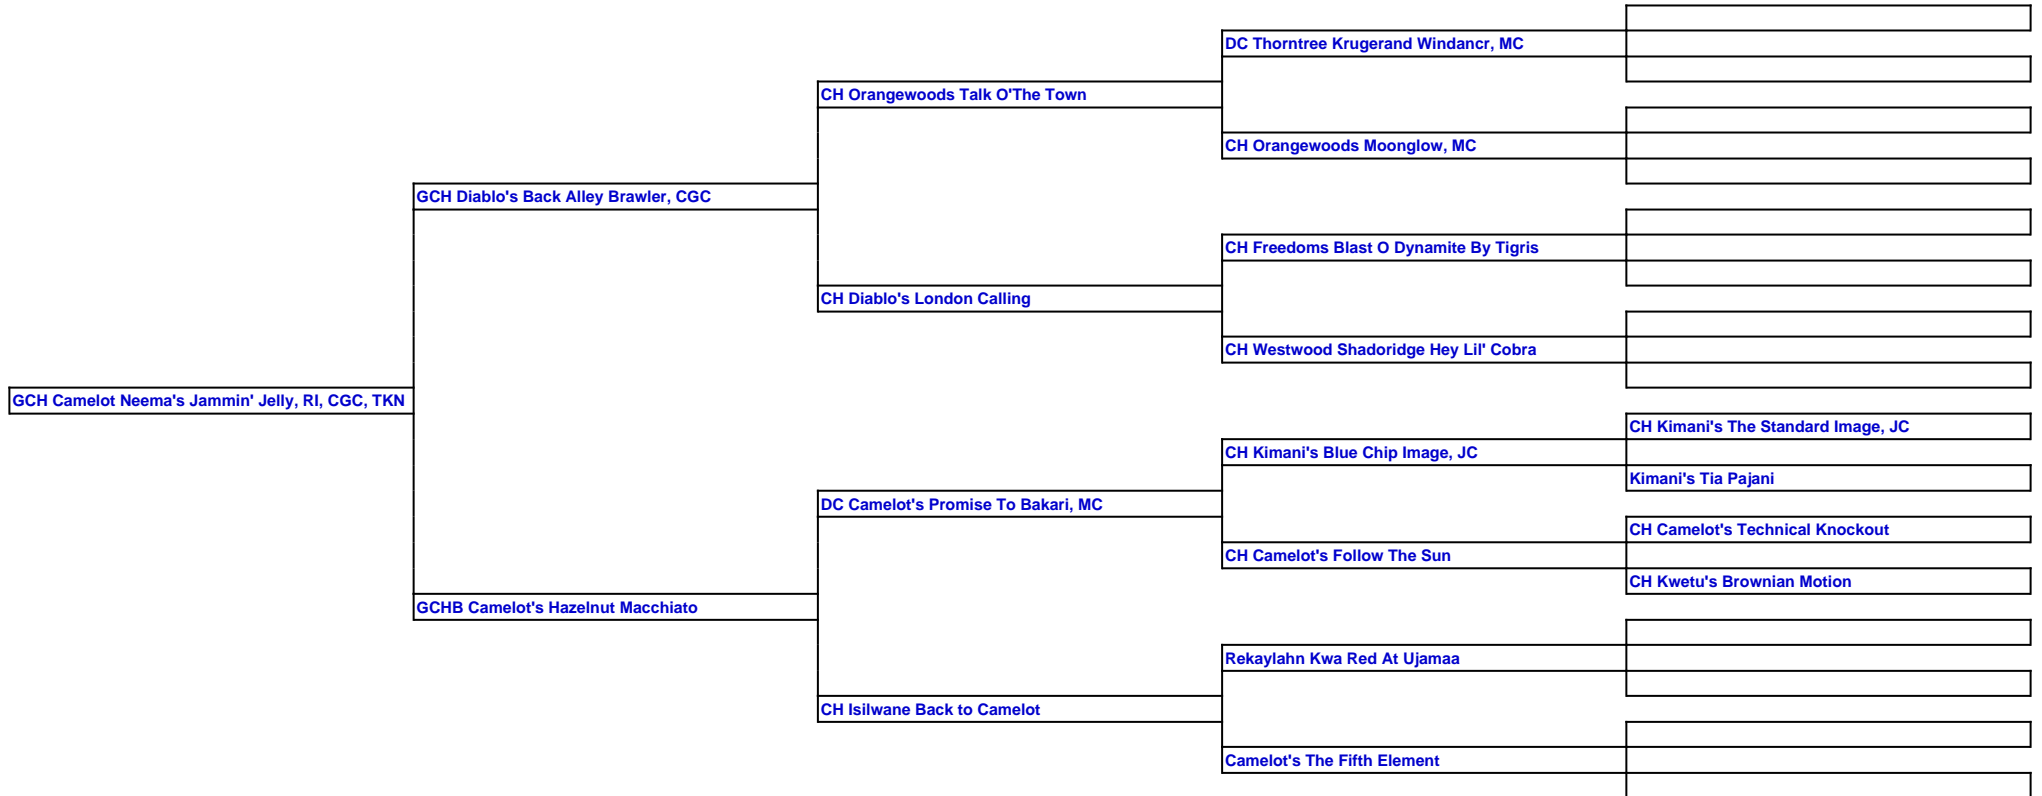 DC Thorntree Krugerand Windancr, MC
CH Orangewoods Talk O'The Town
CH Orangewoods Moonglow, MC
GCH Diablo's Back Alley Brawler, CGC
CH Freedoms Blast O Dynamite By Tigris
CH Diablo's London Calling
CH Westwood Shadoridge Hey Lil' Cobra
GCH Camelot Neema's Jammin' Jelly, RI, CGC, TKN
CH Kimani's The Standard Image, JC
CH Kimani's Blue Chip Image, JC
Kimani's Tia Pajani
DC Camelot's Promise To Bakari, MC
CH Camelot's Technical Knockout
CH Camelot's Follow The Sun
CH Kwetu's Brownian Motion
GCHB Camelot's Hazelnut Macchiato
Rekaylahn Kwa Red At Ujamaa
CH Isilwane Back to Camelot
Camelot's The Fifth Element